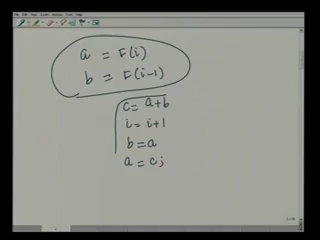 a = F(i)
b = F(i-1)
c = a+b
i = i+1
b = a
a = c;